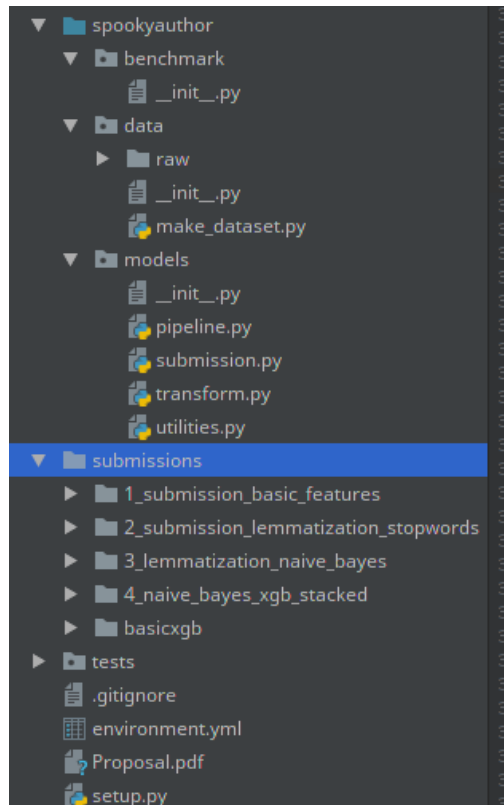 spookyauthor
benchmark
__init__.py
data
raw
__init__.py
make_dataset.py
models
__init__.py
pipeline.py
submission.py
transform.py
utilities.py
submissions
1_submission_basic_features
2_submission_lemmatization_stopwords
3_lemmatization_naive_bayes
4_naive_bayes_xgb_stacked
basicxgb
tests
.gitignore
environment.yml
Proposal.pdf
setup.py